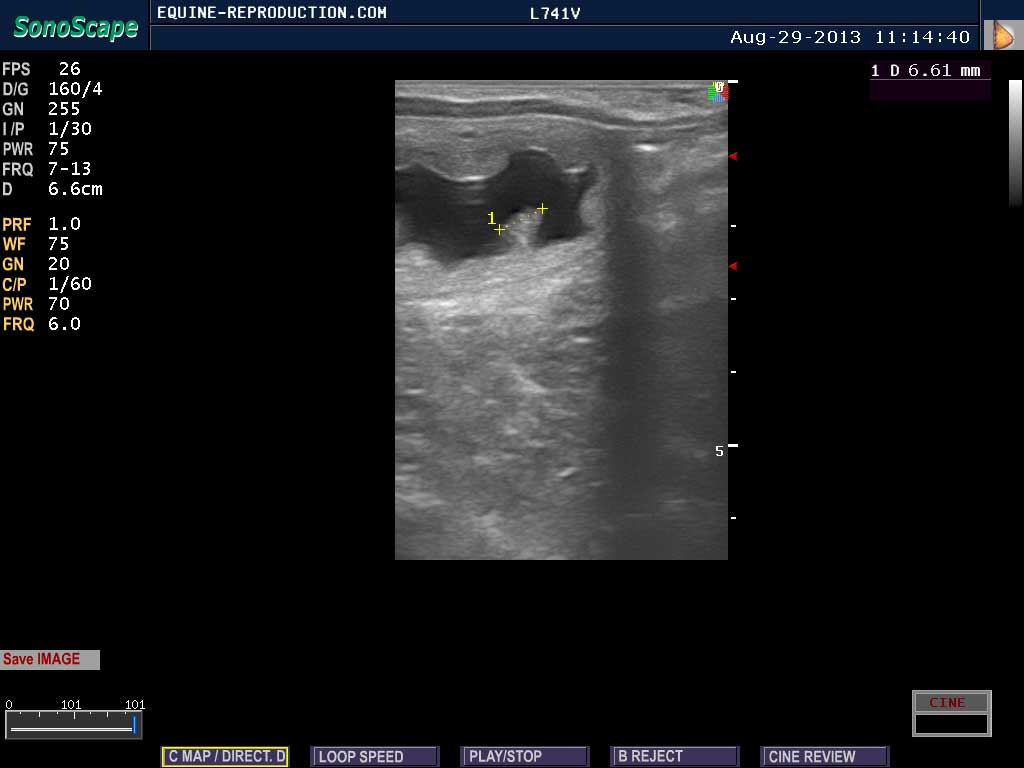 SonoScape
EQUINE-REPRODUCTION.COM L741V
Aug-29-2013 11:14:40
FPS 26
D/G 160/4
GN 255
I/P 1/30
PWR 75
FRQ 7-13
D 6.6cm
PRF 1.0
WF 75
GN 20
C/P 1/60
PWR 70
FRQ 6.0
1 D 6.61 mm
1
5
Save IMAGE
0 101 101
CINE
C MAP / DIRECT. D LOOP SPEED PLAY/STOP B REJECT CINE REVIEW